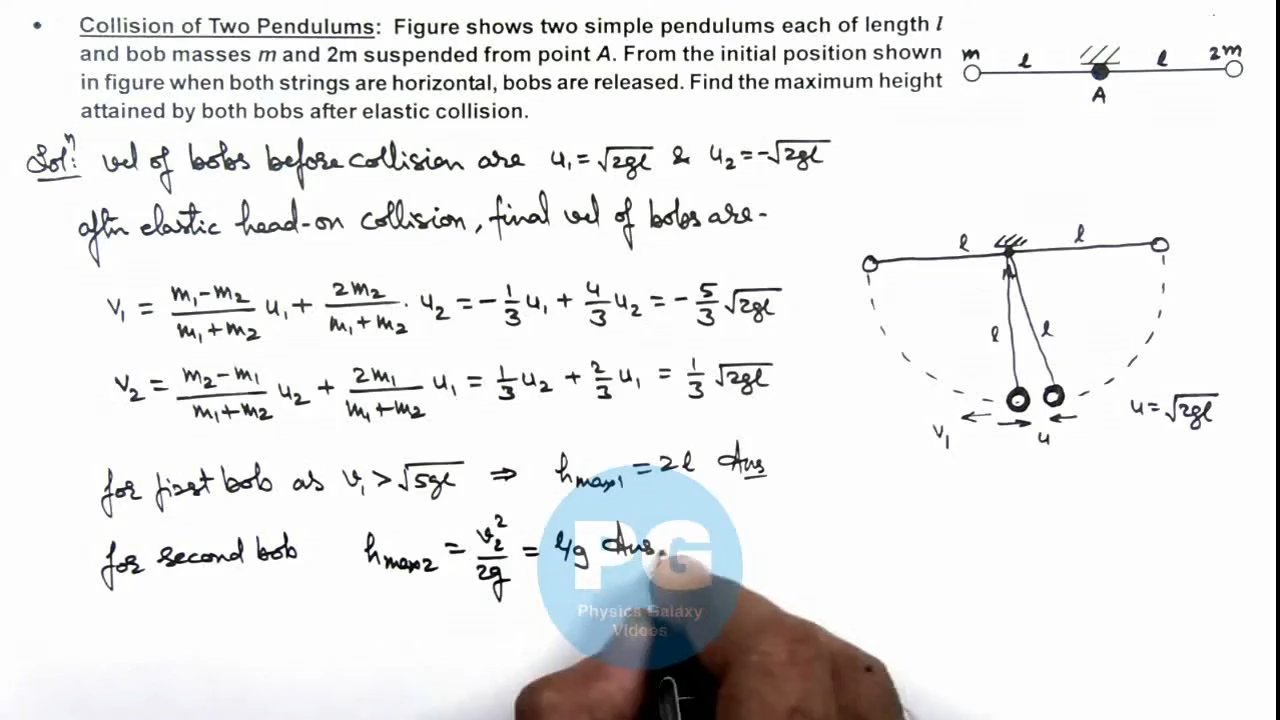 • Collision of Two Pendulums: Figure shows two simple pendulums each of length l
and bob masses m and 2m suspended from point A. From the initial position shown
in figure when both strings are horizontal, bobs are released. Find the maximum height
attained by both bobs after elastic collision.
m l l 2m
A
Solⁿ: vel of bobs before collision are u₁ = √2gl & u₂ = -√2gl
after elastic head-on collision, final vel of bobs are-
v₁ = (m₁-m₂)/(m₁+m₂) u₁ + 2m₂/(m₁+m₂) · u₂ = -1/3 u₁ + 4/3 u₂ = -5/3 √2gl
v₂ = (m₂-m₁)/(m₁+m₂) u₂ + 2m₁/(m₁+m₂) u₁ = 1/3 u₂ + 2/3 u₁ = 1/3 √2gl
for first bob as v₁ > √5gl ⇒ hmax₁ = 2l Ans
for second bob hmax₂ = v₂²/2g = l/9 Ans.
l l
A
l l
v₁ u u = √2gl
PG
Physics Galaxy
Videos